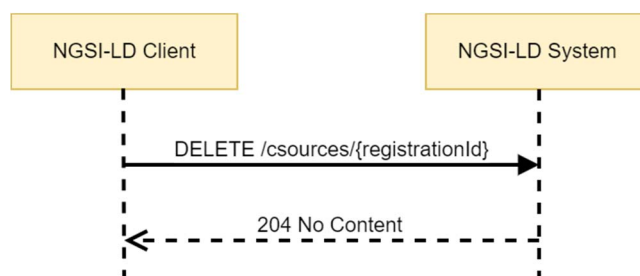 NGSI-LD Client
NGSI-LD System
DELETE /csources/{registrationId}
204 No Content